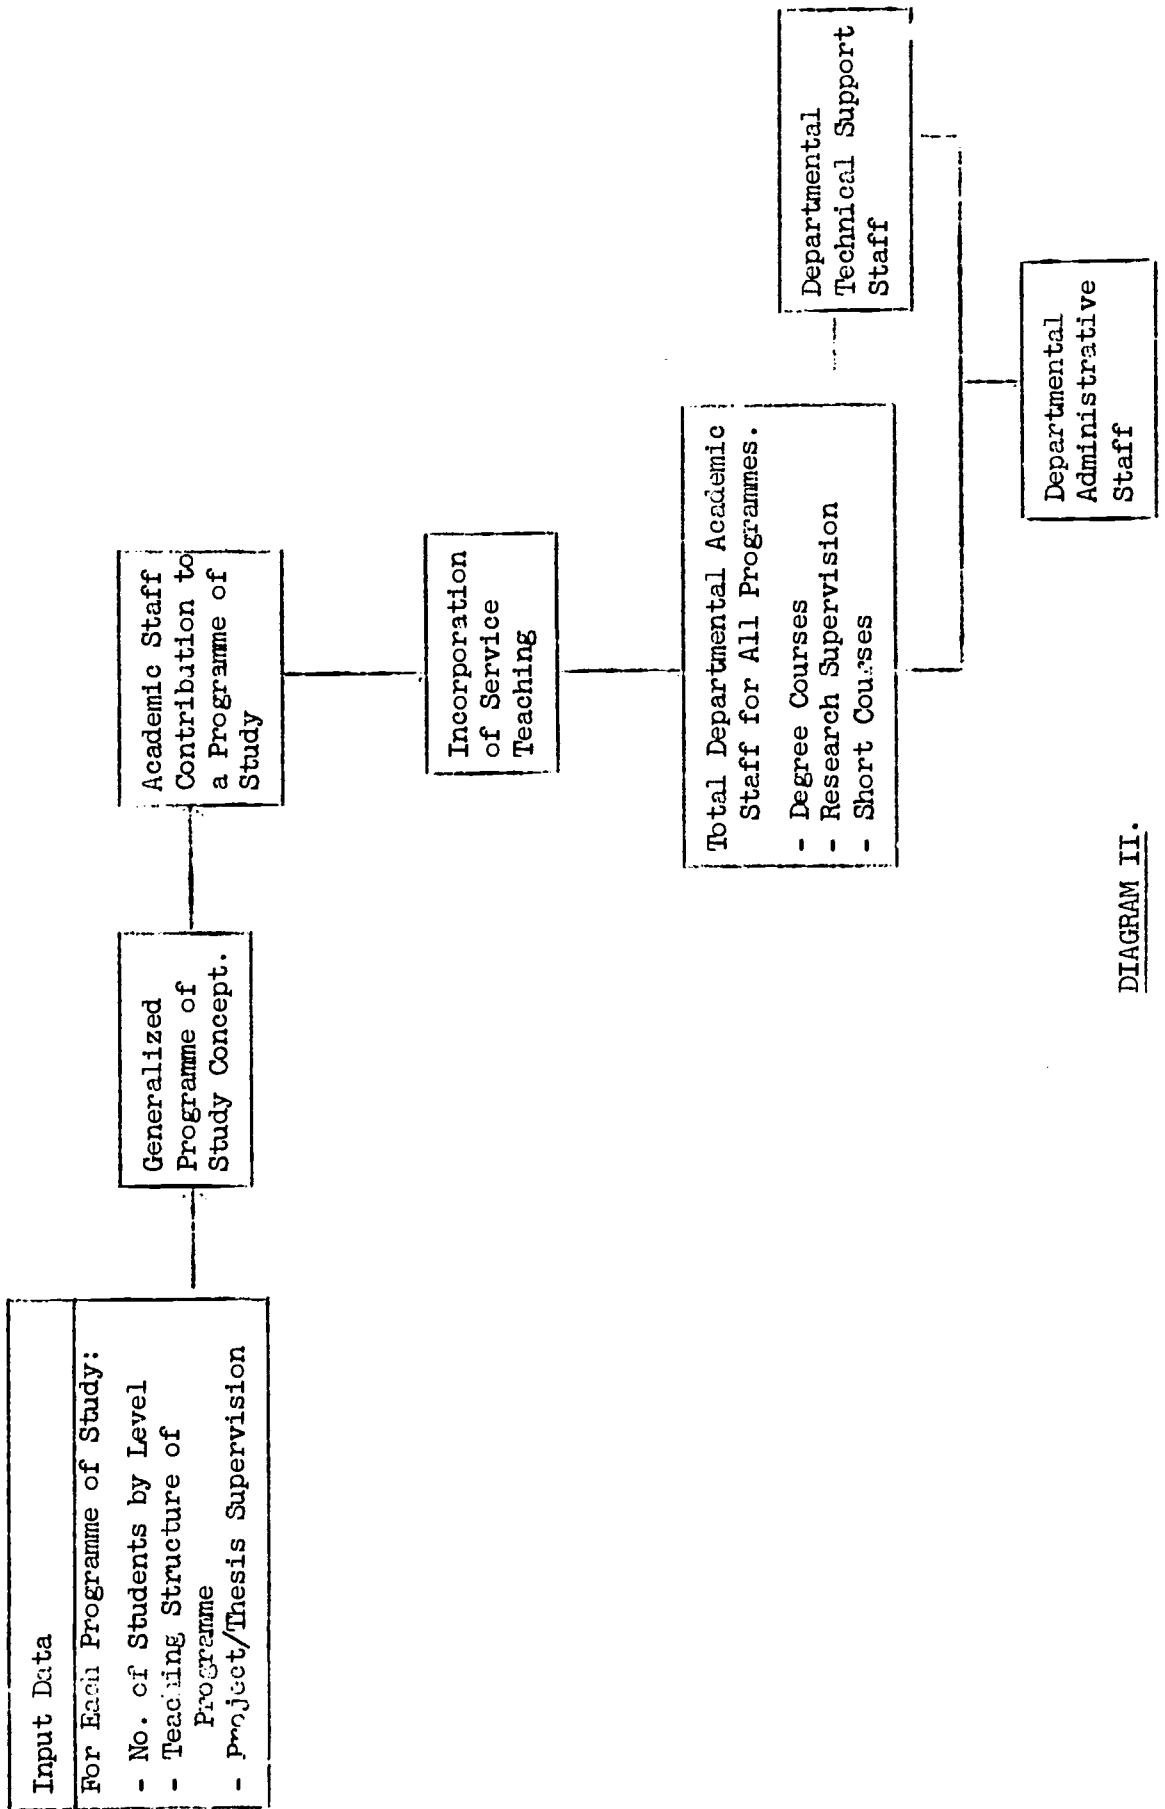 Input Data
For Each Programme of Study:
- No. of Students by Level
- Teaching Structure of
Programme
- Project/Thesis Supervision
Generalized
Programme of
Study Concept.
Academic Staff
Contribution to
a Programme of
Study
Incorporation
of Service
Teaching
Total Departmental Academic
Staff for All Programmes.
- Degree Courses
- Research Supervision
- Short Courses
Departmental
Technical Support
Staff
Departmental
Administrative
Staff
DIAGRAM II.